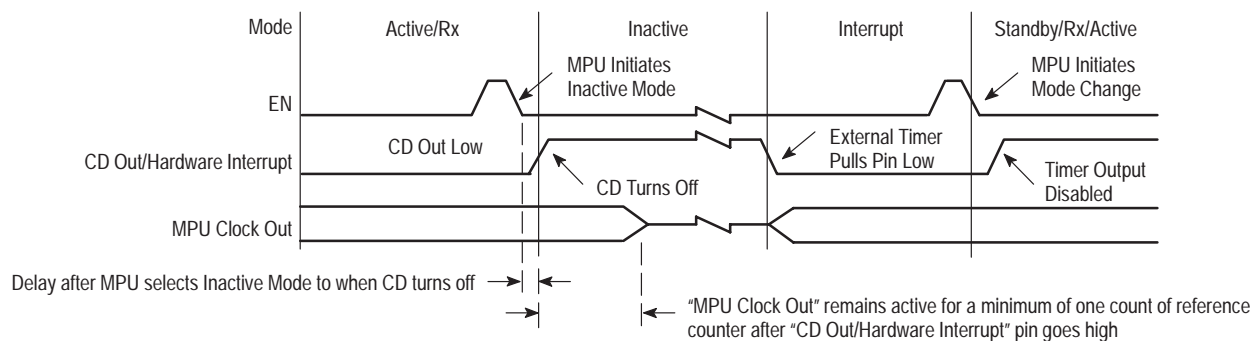 Mode Active/Rx Inactive Interrupt Standby/Rx/Active
MPU Initiates
Inactive Mode
MPU Initiates
Mode Change
EN
CD Out Low
External Timer
Pulls Pin Low
CD Out/Hardware Interrupt
CD Turns Off
Timer Output
Disabled
MPU Clock Out
Delay after MPU selects Inactive Mode to when CD turns off
“MPU Clock Out” remains active for a minimum of one count of reference
counter after “CD Out/Hardware Interrupt” pin goes high